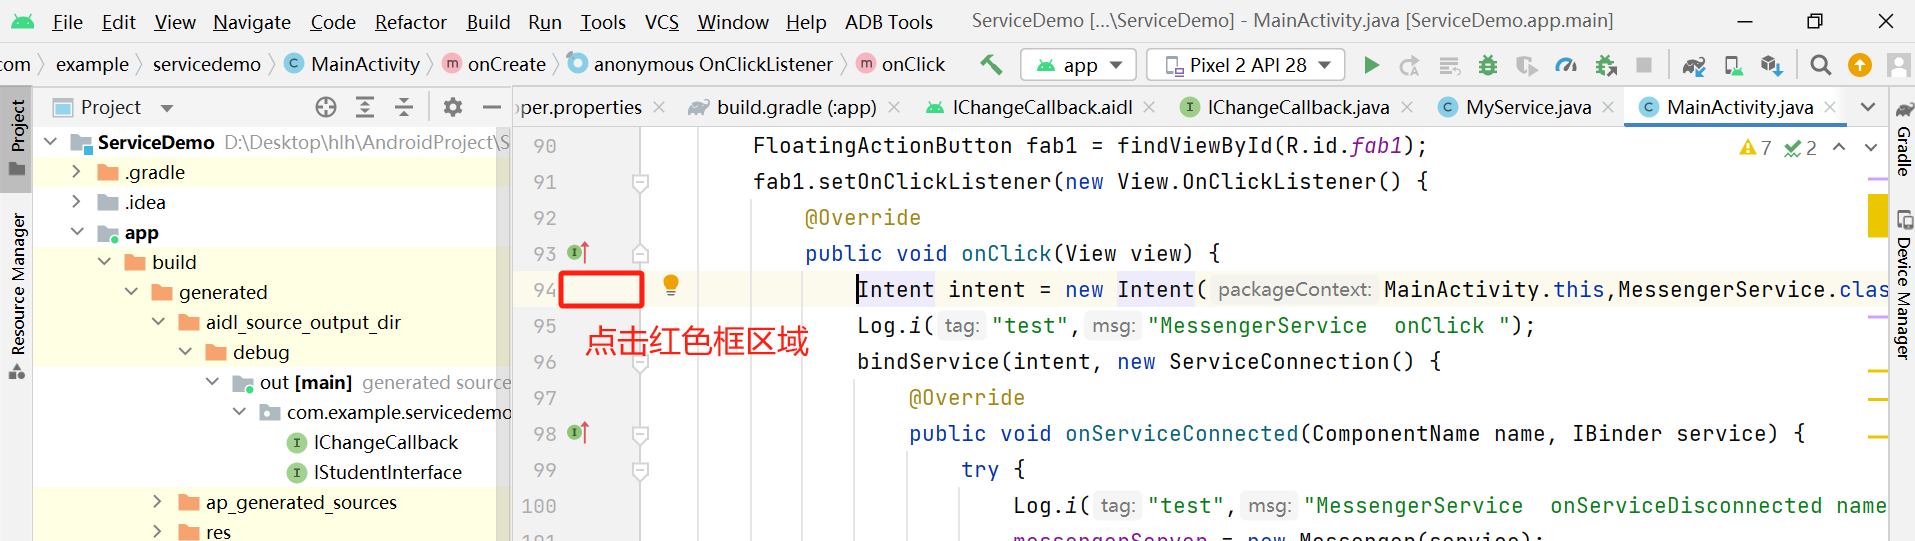 File Edit View Navigate Code Refactor Build Run Tools VCS Window Help ADB Tools ServiceDemo [...\ServiceDemo] - MainActivity.java [ServiceDemo.app.main]
com example servicedemo MainActivity onCreate anonymous OnClickListener onClick app Pixel 2 API 28
Project
oper.properties build.gradle (:app) IChangeCallback.aidl IChangeCallback.java MyService.java MainActivity.java
Project
Resource Manager
ServiceDemo D:\Desktop\hlh\AndroidProject\S
.gradle
.idea
app
build
generated
aidl_source_output_dir
debug
out [main] generated source
com.example.servicedemo
IChangeCallback
IStudentInterface
ap_generated_sources
res
90 FloatingActionButton fab1 = findViewById(R.id.fab1);
91 fab1.setOnClickListener(new View.OnClickListener() {
92 @Override
93 public void onClick(View view) {
94 Intent intent = new Intent( packageContext: MainActivity.this,MessengerService.clas
95 Log.i( tag: "test", msg: "MessengerService  onClick ");
点击红色框区域
96 bindService(intent, new ServiceConnection() {
97 @Override
98 public void onServiceConnected(ComponentName name, IBinder service) {
99 try {
100 Log.i( tag: "test", msg: "MessengerService  onServiceDisconnected name
101 messengerServer = new Messenger(service);
7 2
Gradle
Device Manager